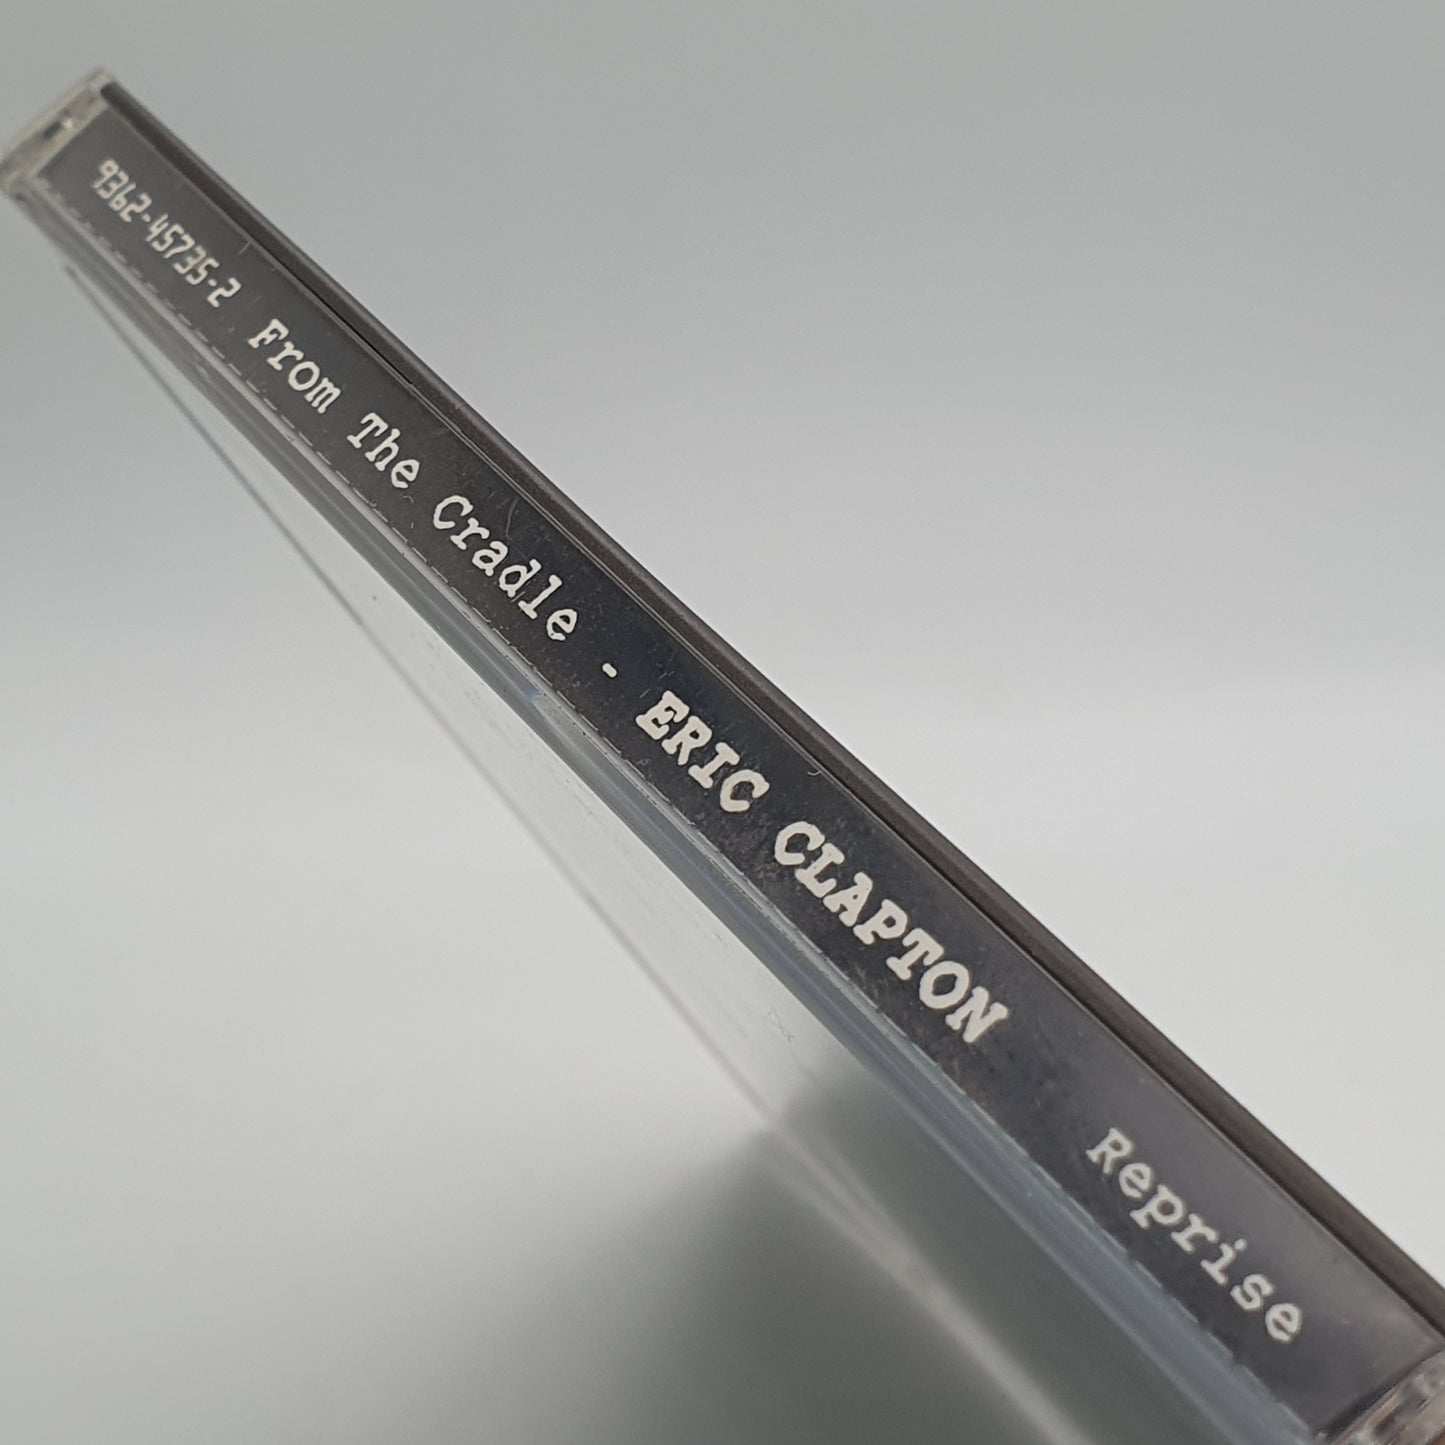 9362-45735-2 From The Cradle - ERIC CLAPTON Reprise